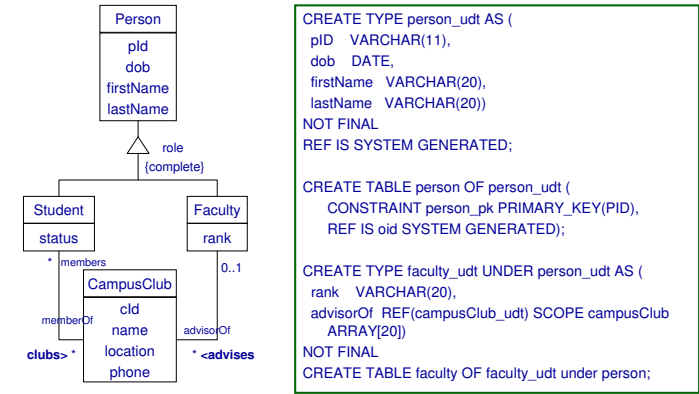 Person
pId
dob
firstName
lastName
role
{complete}
Student
status
Faculty
rank
* members
0..1
CampusClub
cId
name
location
phone
memberOf
advisorOf
clubs> *
* <advises
CREATE TYPE person_udt AS (
pID VARCHAR(11),
dob DATE,
firstName VARCHAR(20),
lastName VARCHAR(20))
NOT FINAL
REF IS SYSTEM GENERATED;
CREATE TABLE person OF person_udt (
CONSTRAINT person_pk PRIMARY_KEY(PID),
REF IS oid SYSTEM GENERATED);
CREATE TYPE faculty_udt UNDER person_udt AS (
rank VARCHAR(20),
advisorOf REF(campusClub_udt) SCOPE campusClub
ARRAY[20])
NOT FINAL
CREATE TABLE faculty OF faculty_udt under person;